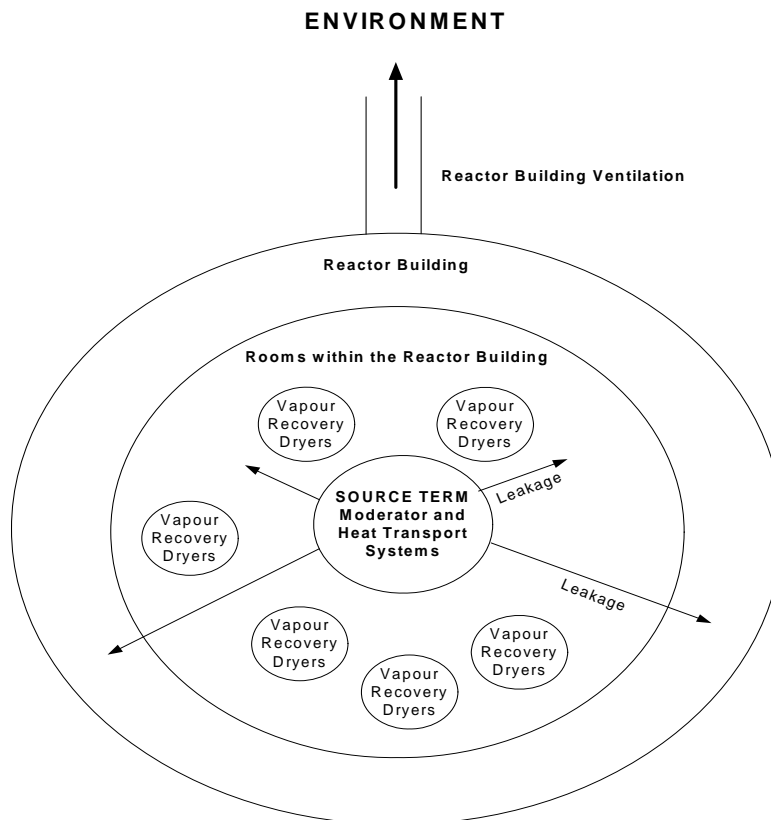 ENVIRONMENT
Reactor Building Ventilation
Reactor Building
Rooms within the Reactor Building
Vapour
Recovery
Dryers
Vapour
Recovery
Dryers
Leakage
SOURCE TERM
Moderator and
Heat Transport
Systems
Vapour
Recovery
Dryers
Leakage
Vapour
Recovery
Dryers
Vapour
Recovery
Dryers
Vapour
Recovery
Dryers